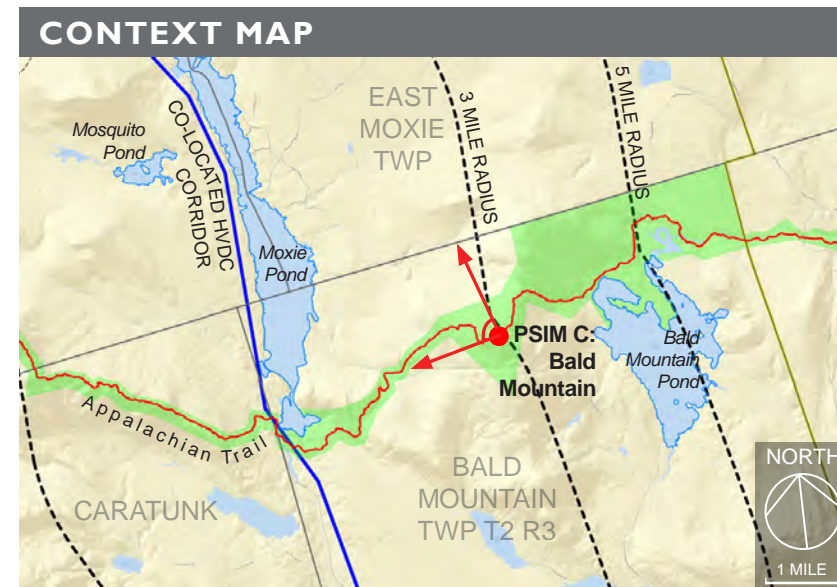 CONTEXT MAP
Mosquito
Pond
CO-LOCATED HVDC
CORRIDOR
EAST
MOXIE
TWP
3 MILE RADIUS
5 MILE RADIUS
Moxie
Pond
PSIM C:
Bald
Mountain
Bald
Mountain
Pond
Appalachian Trail
CARATUNK
BALD
MOUNTAIN
TWP T2 R3
NORTH
1 MILE